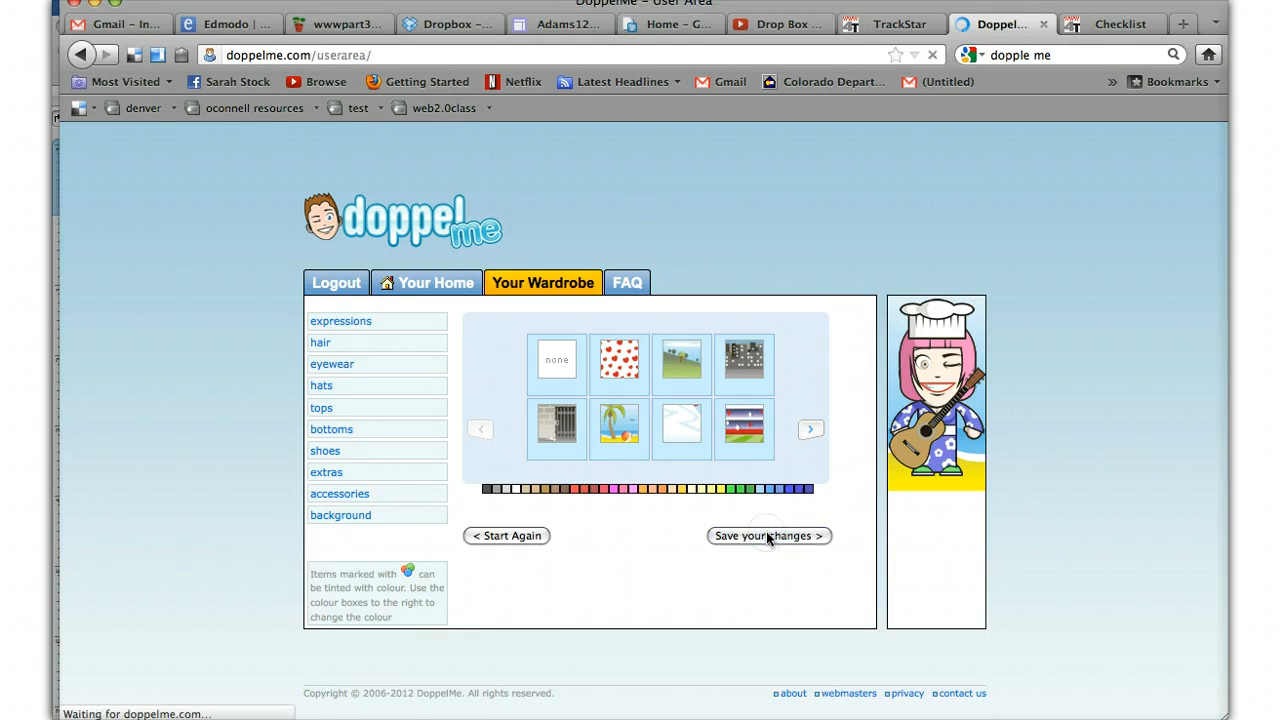 DoppelMe - User Area
Gmail - In...
Edmodo | ...
wwwpart3...
Dropbox -...
Adams12...
Home - G...
Drop Box ...
TrackStar
Doppel...
Checklist
doppelme.com/userarea/
dopple me
Most Visited
Sarah Stock
Browse
Getting Started
Netflix
Latest Headlines
Gmail
Colorado Depart...
(Untitled)
»
Bookmarks
denver
oconnell resources
test
web2.0class
doppel
me
Logout
Your Home
Your Wardrobe
FAQ
expressions
hair
eyewear
hats
tops
bottoms
shoes
extras
accessories
background
none
< Start Again
Save your changes >
Items marked with can
be tinted with colour. Use the
colour boxes to the right to
change the colour
Copyright © 2006-2012 DoppelMe. All rights reserved.
about
webmasters
privacy
contact us
Waiting for doppelme.com...